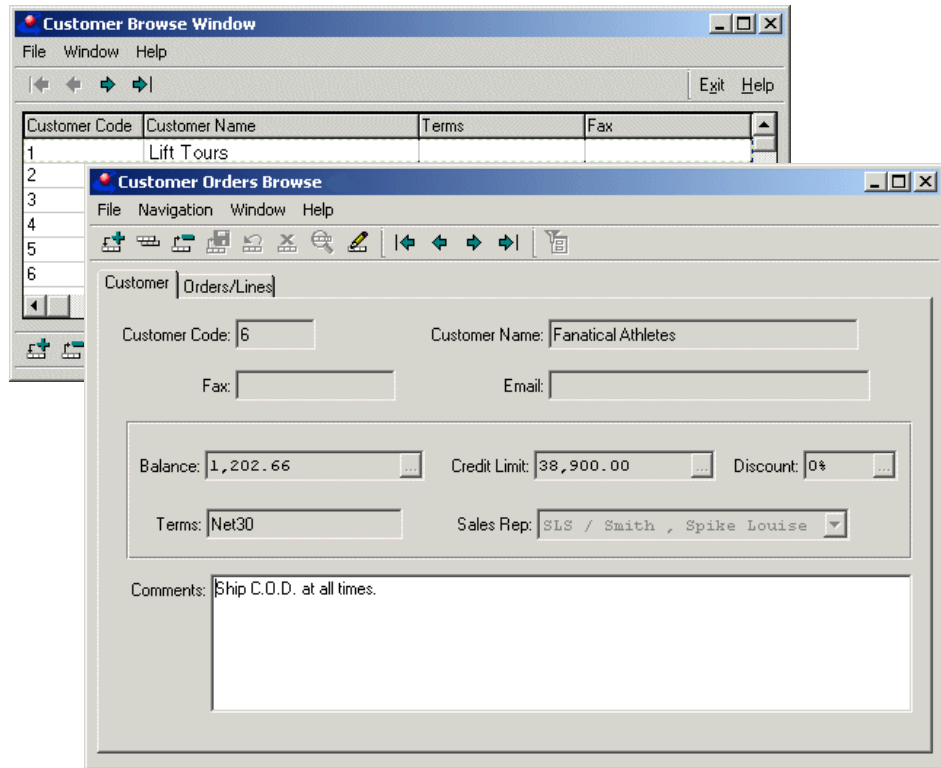 Customer Browse Window
File Window Help
Exit Help
Customer Code Customer Name Terms Fax
1 Lift Tours
2
3
4
5
6
Customer Orders Browse
File Navigation Window Help
Customer Orders/Lines
Customer Code: 6 Customer Name: Fanatical Athletes
Fax: Email:
Balance: 1,202.66 ... Credit Limit: 38,900.00 ... Discount: 0% ...
Terms: Net30 Sales Rep: SLS / Smith , Spike Louise
Comments: Ship C.O.D. at all times.